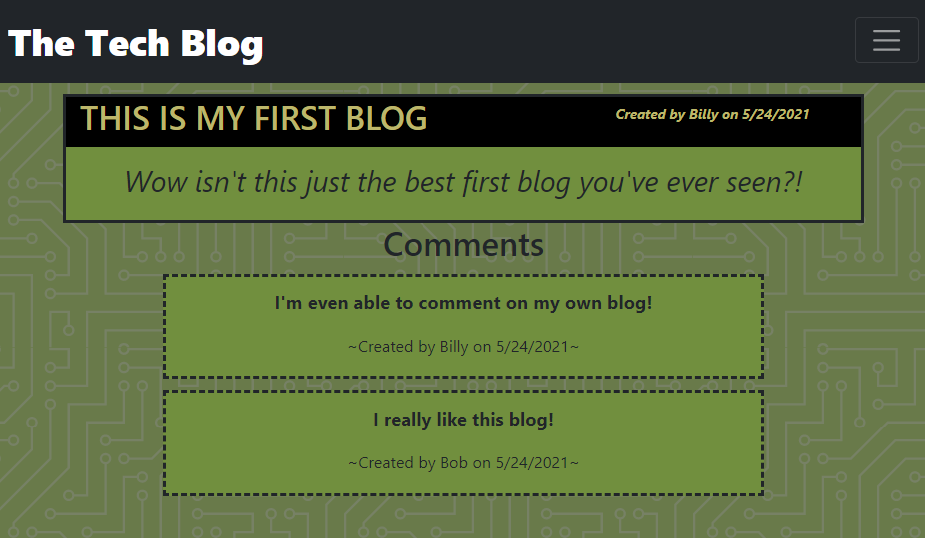 The Tech Blog
THIS IS MY FIRST BLOG
Created by Billy on 5/24/2021
Wow isn't this just the best first blog you've ever seen?!
Comments
I'm even able to comment on my own blog!
~Created by Billy on 5/24/2021~
I really like this blog!
~Created by Bob on 5/24/2021~